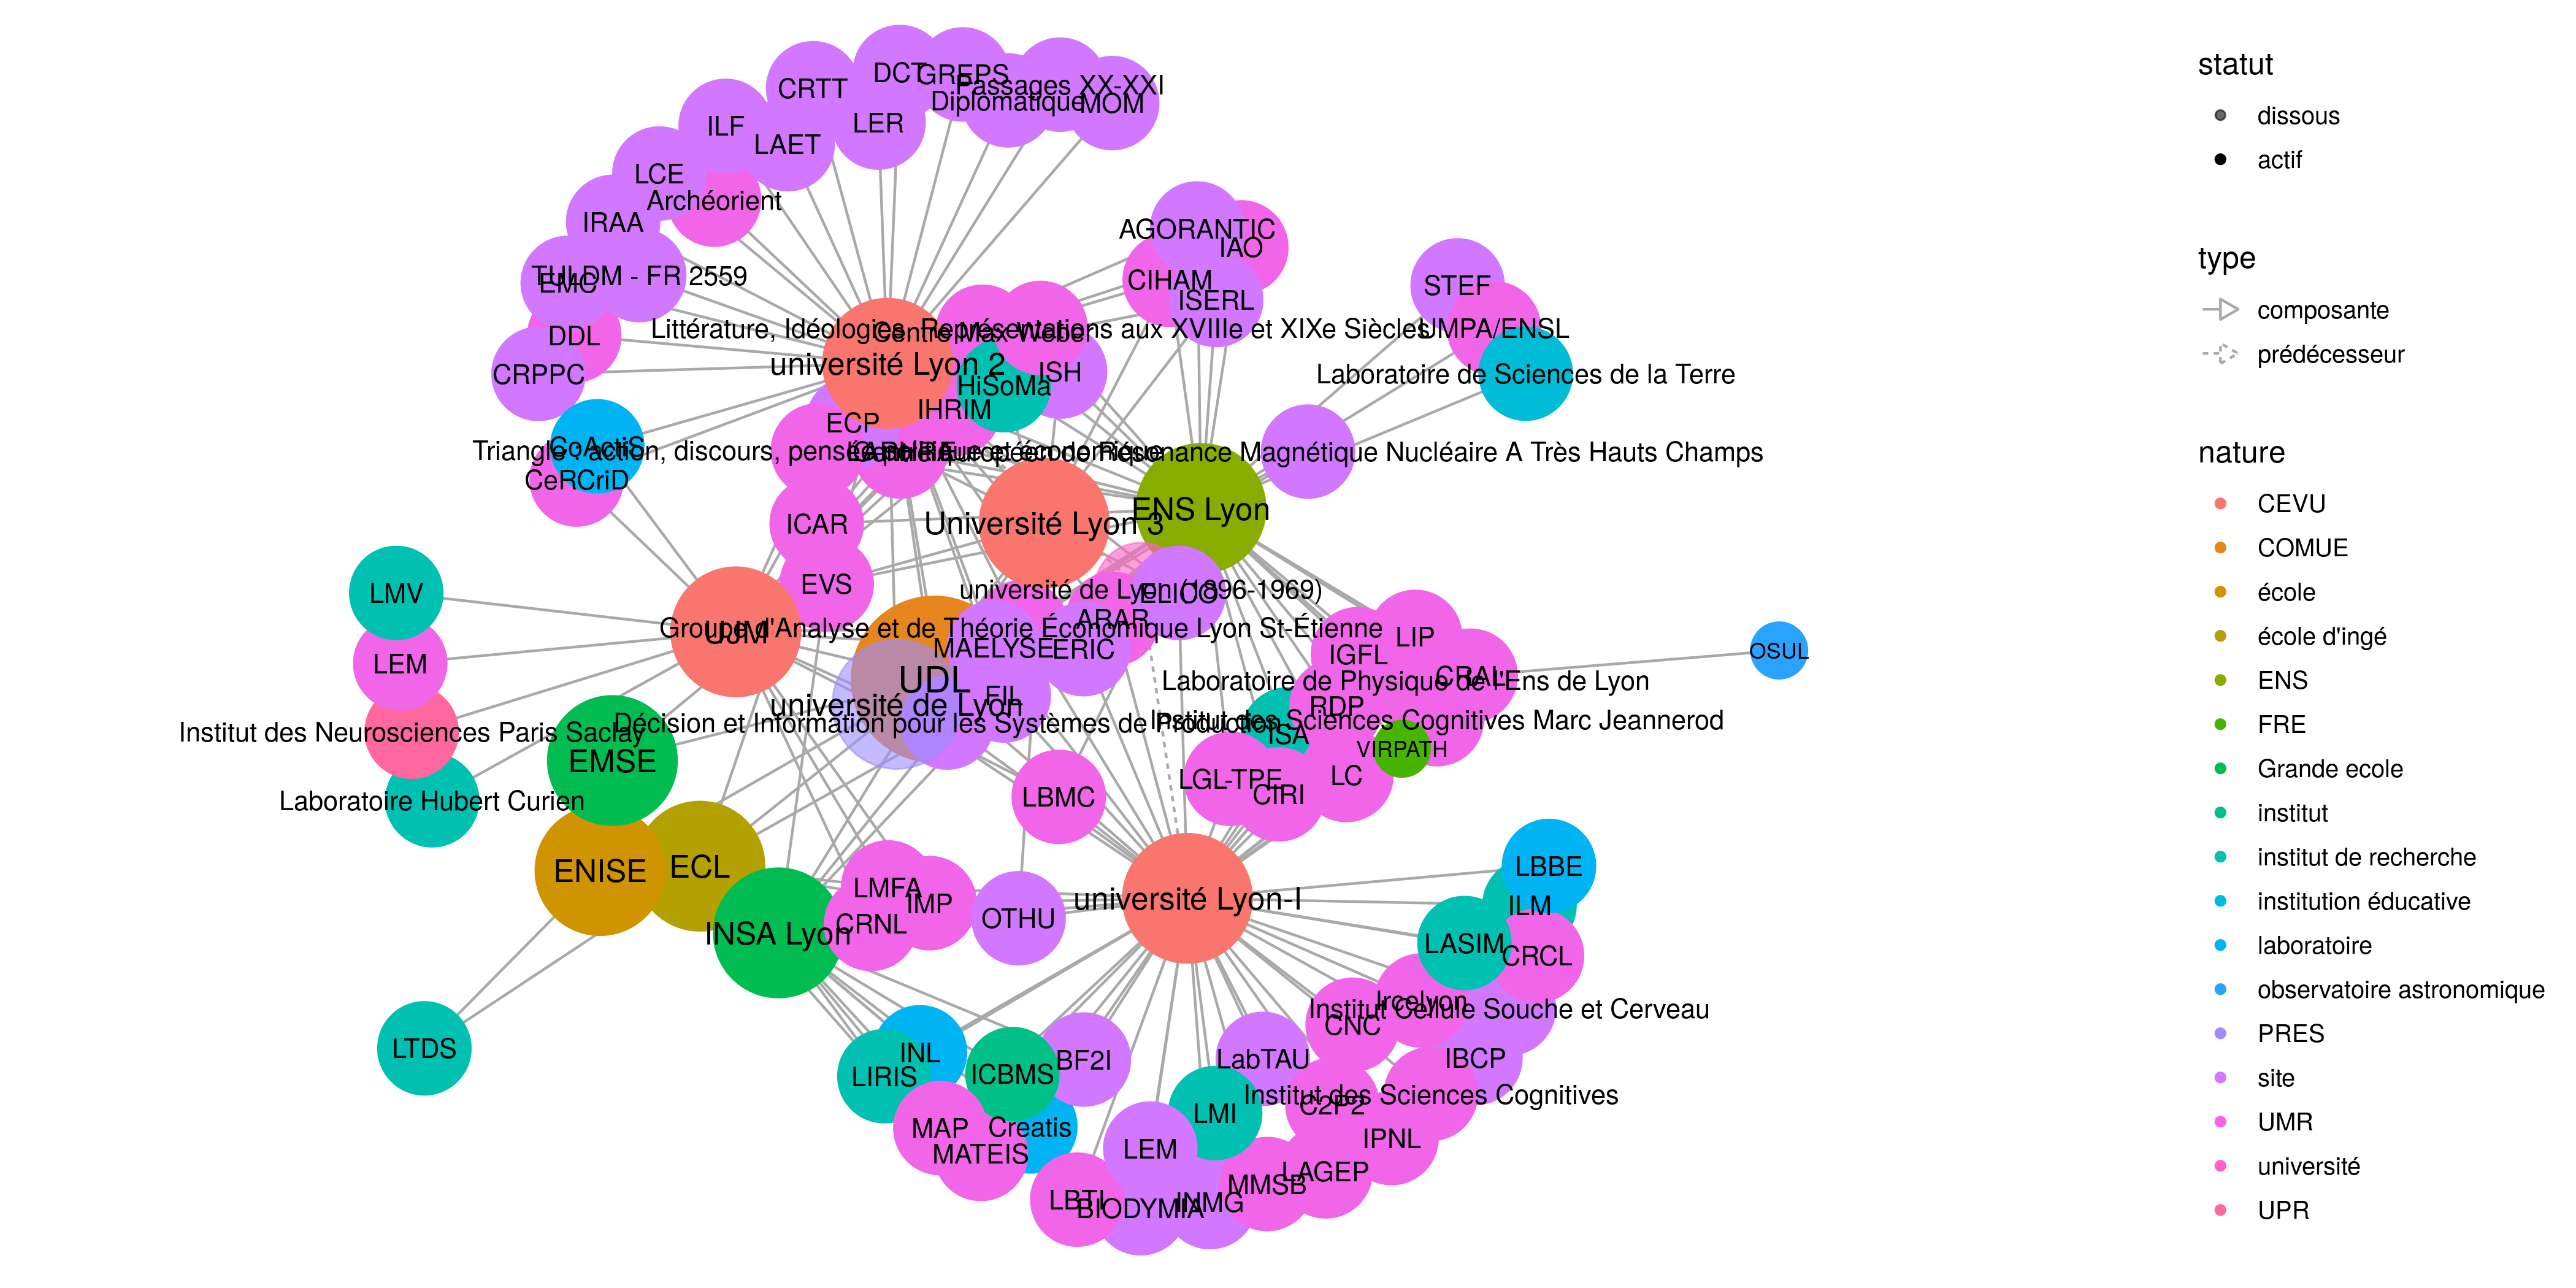 DCT
GREPS
CRTT
Passages XX-XXI
Diplomatique
MOM
ILF
LER
LAET
LCE
Archéorient
IRAA
AGORANTIC
IAO
TULDM - FR 2559
EMC
CIHAM
ISERL
STEF
DDL
Littérature, Idéologies, Représentations aux XVIIIe et XIXe Siècles
Centre Max Weber
UMPA/ENSL
université Lyon 2
CRPPC
HiSoMa
ISH
Laboratoire de Sciences de la Terre
IHRIM
ECP
CoActiS
Triangle : action, discours, pensée politique et économique
Centre Européen de Résonance Magnétique Nucléaire A Très Hauts Champs
CeRCriD
ICAR
Université Lyon 3
ENS Lyon
EVS
LMV
université de Lyon (1896-1969)
ELICO
ARAR
UJM
Groupe d'Analyse et de Théorie Économique Lyon St-Étienne
LIP
MAELYSE
ERIC
IGFL
OSUL
LEM
UDL
Laboratoire de Physique de l'Ens de Lyon
CRAL
EIL
université de Lyon
RDP
Décision et Information pour les Systèmes de Production
Institut des Sciences Cognitives Marc Jeannerod
Institut des Neurosciences Paris Saclay
ISA
VIRPATH
EMSE
LGL-TPE
LC
CIRI
LBMC
Laboratoire Hubert Curien
ENISE
ECL
LBBE
LMFA
IMP
université Lyon-I
ILM
CRNL
OTHU
INSA Lyon
LASIM
CRCL
Ircelyon
Institut Cellule Souche et Cerveau
CNC
LTDS
INL
BF2I
LabTAU
IBCP
LIRIS
ICBMS
Institut des Sciences Cognitives
C2P2
LMI
MAP
Creatis
IPNL
MATEIS
LEM
LAGEP
MMSB
LBTI
BIODYMIA
INMG
statut
dissous
actif
type
composante
prédécesseur
nature
CEVU
COMUE
école
école d'ingé
ENS
FRE
Grande ecole
institut
institut de recherche
institution éducative
laboratoire
observatoire astronomique
PRES
site
UMR
université
UPR